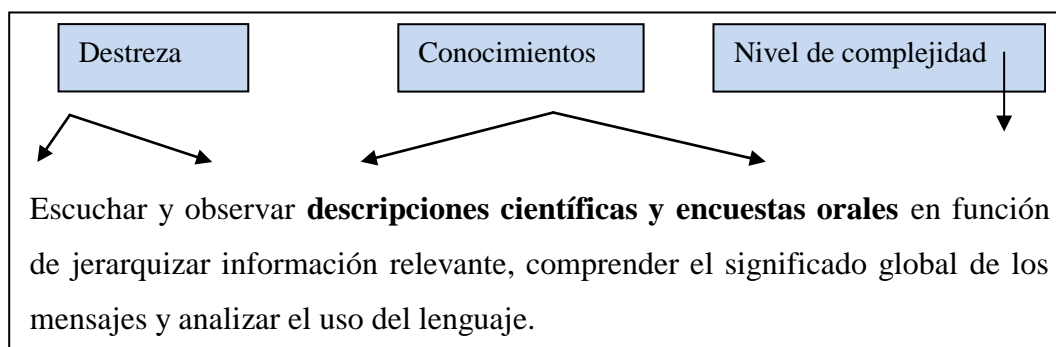 Destreza
Conocimientos
Nivel de complejidad
Escuchar y observar descripciones científicas y encuestas orales en función
de jerarquizar información relevante, comprender el significado global de los
mensajes y analizar el uso del lenguaje.